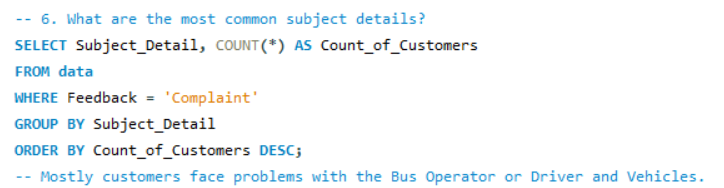 -- 6. What are the most common subject details?
SELECT Subject_Detail, COUNT(*) AS Count_of_Customers
FROM data
WHERE Feedback = 'Complaint'
GROUP BY Subject_Detail
ORDER BY Count_of_Customers DESC;
-- Mostly customers face problems with the Bus Operator or Driver and Vehicles.